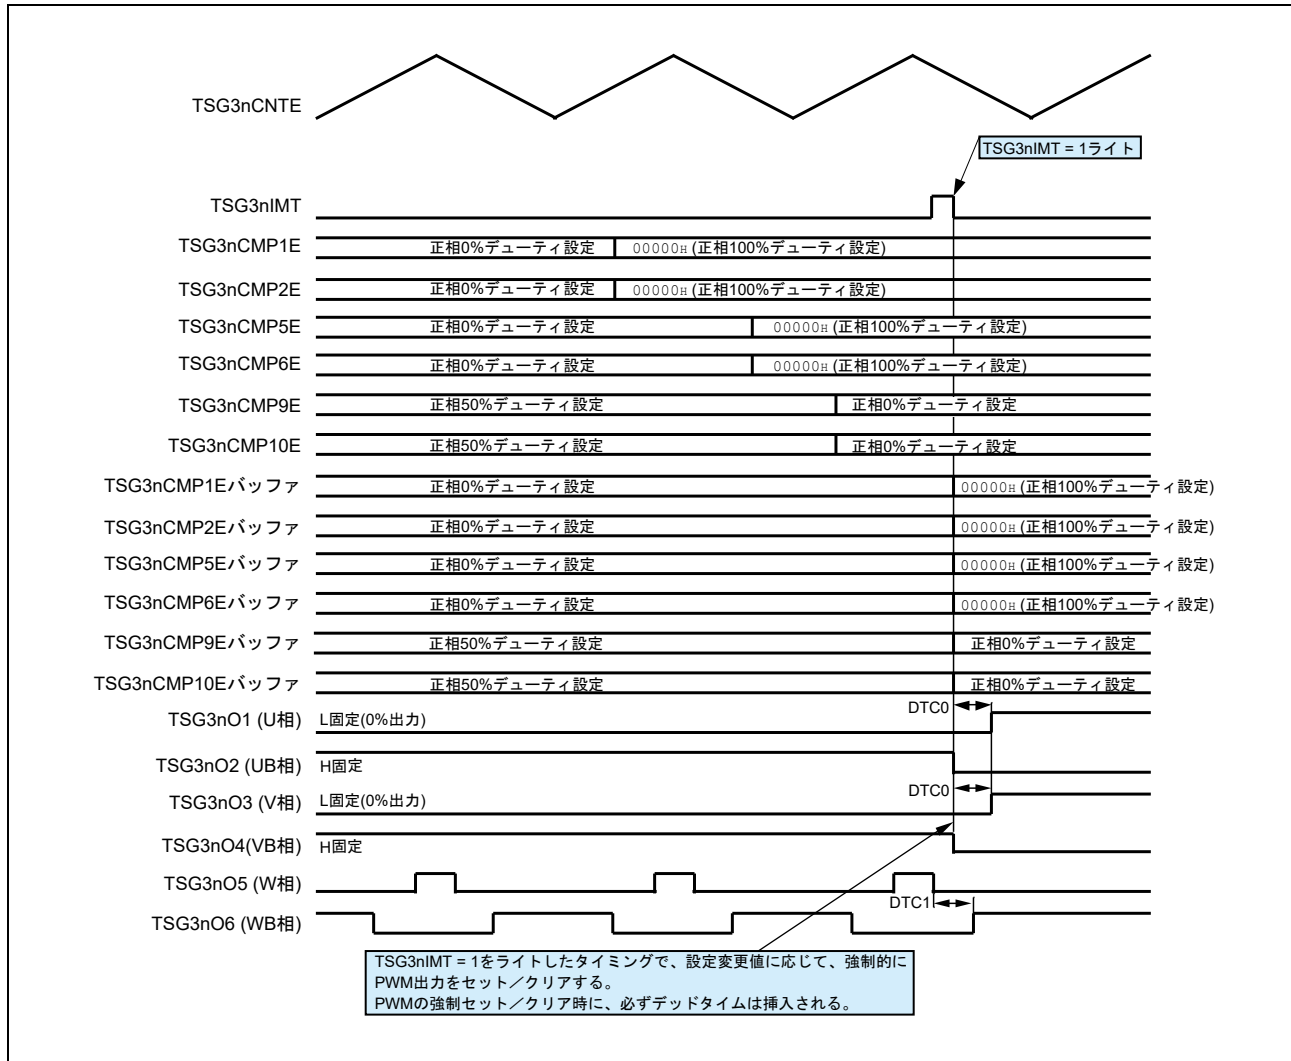 TSG3nCNTE
TSG3nIMT = 1ライト
TSG3nIMT
TSG3nCMP1E 正相0%デューティ設定 00000H (正相100%デューティ設定)
TSG3nCMP2E 正相0%デューティ設定 00000H (正相100%デューティ設定)
TSG3nCMP5E 正相0%デューティ設定 00000H (正相100%デューティ設定)
TSG3nCMP6E 正相0%デューティ設定 00000H (正相100%デューティ設定)
TSG3nCMP9E 正相50%デューティ設定 正相0%デューティ設定
TSG3nCMP10E 正相50%デューティ設定 正相0%デューティ設定
TSG3nCMP1Eバッファ 正相0%デューティ設定 00000H (正相100%デューティ設定)
TSG3nCMP2Eバッファ 正相0%デューティ設定 00000H (正相100%デューティ設定)
TSG3nCMP5Eバッファ 正相0%デューティ設定 00000H (正相100%デューティ設定)
TSG3nCMP6Eバッファ 正相0%デューティ設定 00000H (正相100%デューティ設定)
TSG3nCMP9Eバッファ 正相50%デューティ設定 正相0%デューティ設定
TSG3nCMP10Eバッファ 正相50%デューティ設定 正相0%デューティ設定
DTC0
TSG3nO1 (U相) L固定(0%出力)
TSG3nO2 (UB相) H固定
DTC0
TSG3nO3 (V相) L固定(0%出力)
TSG3nO4(VB相) H固定
TSG3nO5 (W相)
DTC1
TSG3nO6 (WB相)
TSG3nIMT = 1をライトしたタイミングで、設定変更値に応じて、強制的に
PWM出力をセット／クリアする。
PWMの強制セット／クリア時に、必ずデッドタイムは挿入される。